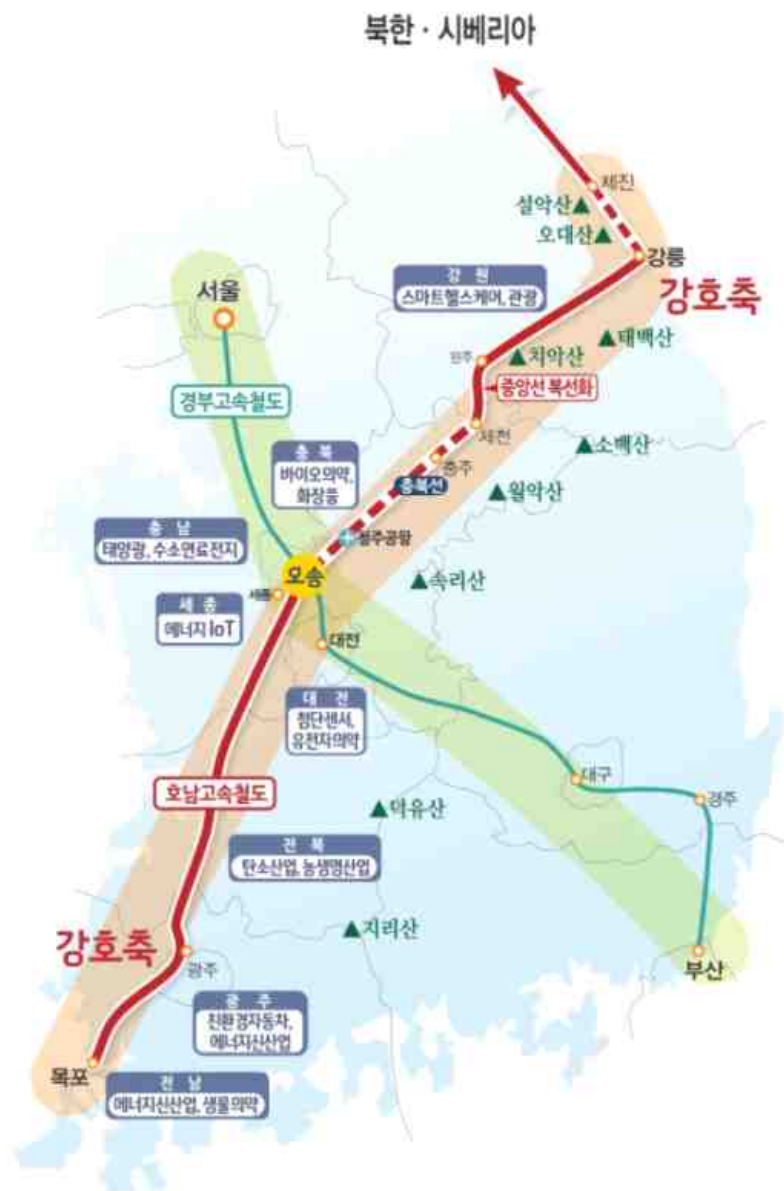 북한 · 시베리아
제진
설악산
오대산
강릉
강호축
강 원
스마트헬스케어, 관광
서울
태백산
원주
치악산
중앙선 복선화
경부고속철도
제천
소백산
충 북
바이오의약,
화장품
충주
충북선
월악산
청주공항
충 남
태양광, 수소연료전지
오송
속리산
세종
세 종
에너지 IoT
대전
대 전
첨단센서,
유전자의약
대구
호남고속철도
경주
덕유산
전 북
탄소산업, 농생명산업
강호축
지리산
광주
부산
광 주
친환경자동차,
에너지신산업
목포
전 남
에너지신산업, 생물의약